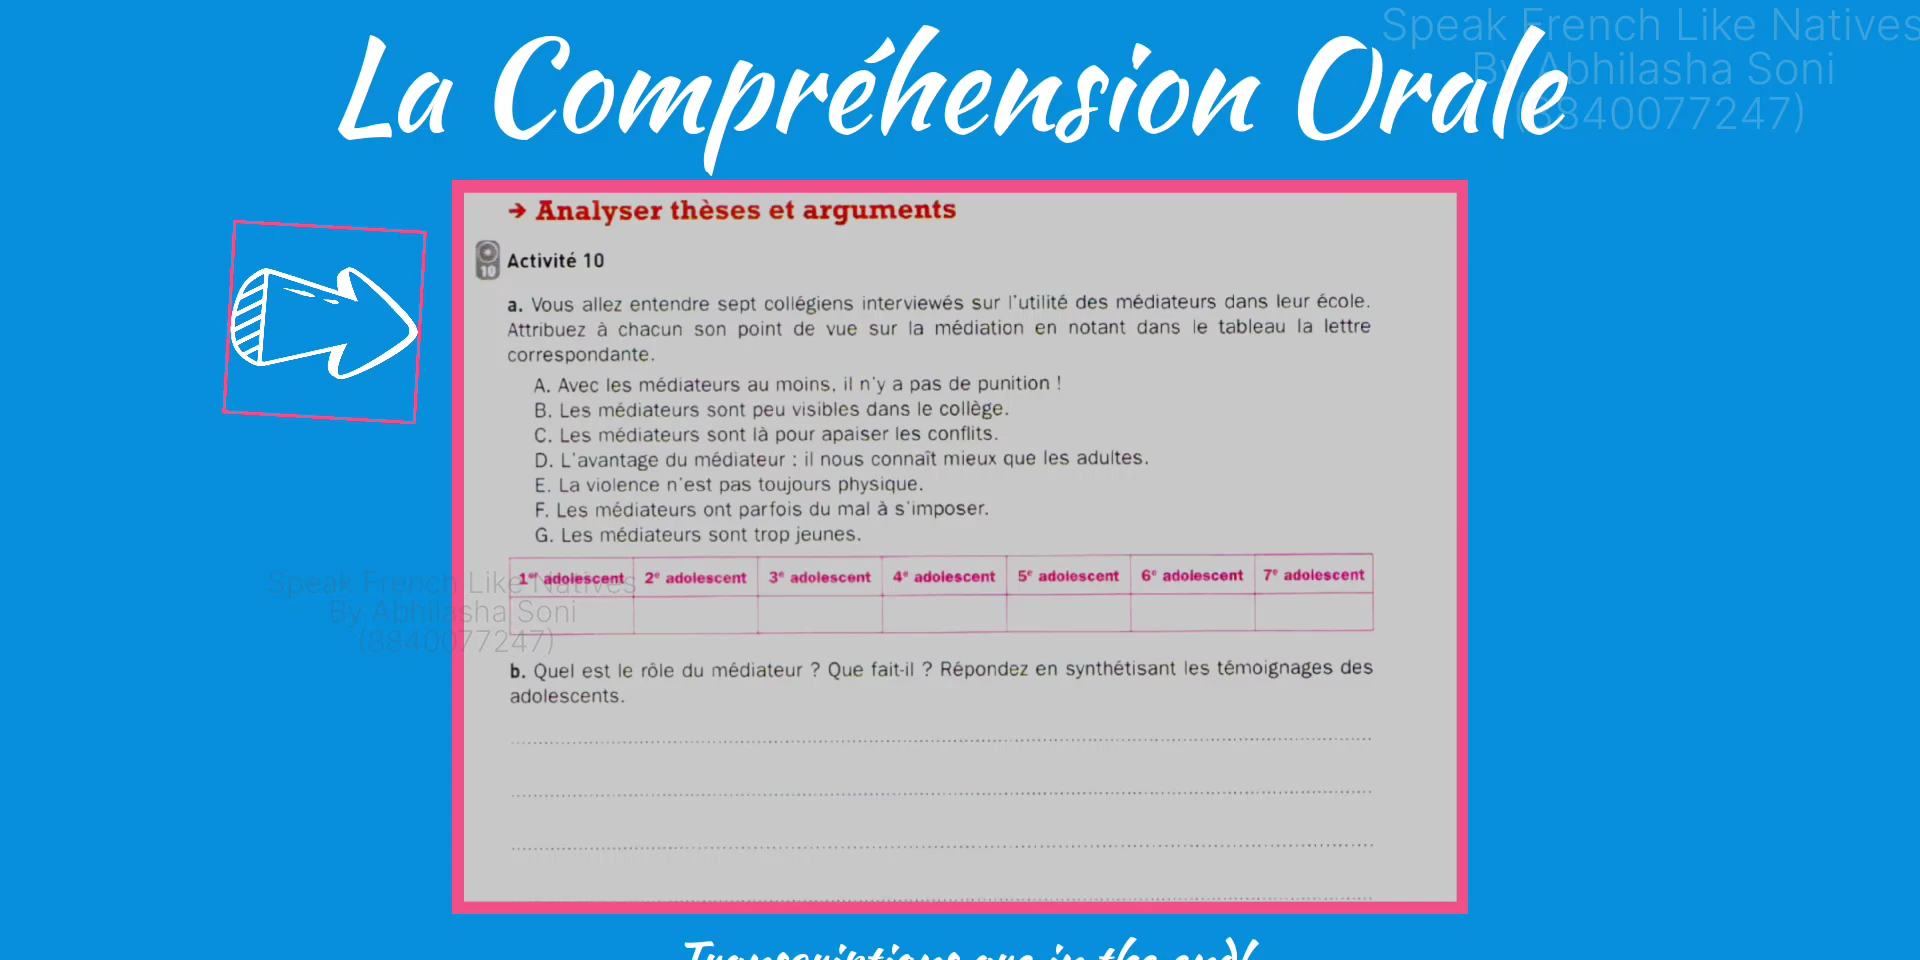 Speak French Like Natives
By Abhilasha Soni
(8840077247)
La Compréhension Orale
→ Analyser thèses et arguments
10 Activité 10
a. Vous allez entendre sept collégiens interviewés sur l'utilité des médiateurs dans leur école.
Attribuez à chacun son point de vue sur la médiation en notant dans le tableau la lettre
correspondante.
A. Avec les médiateurs au moins, il n'y a pas de punition !
B. Les médiateurs sont peu visibles dans le collège.
C. Les médiateurs sont là pour apaiser les conflits.
D. L'avantage du médiateur : il nous connaît mieux que les adultes.
E. La violence n'est pas toujours physique.
F. Les médiateurs ont parfois du mal à s'imposer.
G. Les médiateurs sont trop jeunes.
1er adolescent 2e adolescent 3e adolescent 4e adolescent 5e adolescent 6e adolescent 7e adolescent
Speak French Like Natives
By Abhilasha Soni
(8840077247)
b. Quel est le rôle du médiateur ? Que fait-il ? Répondez en synthétisant les témoignages des
adolescents.
Transcriptions are in the end!